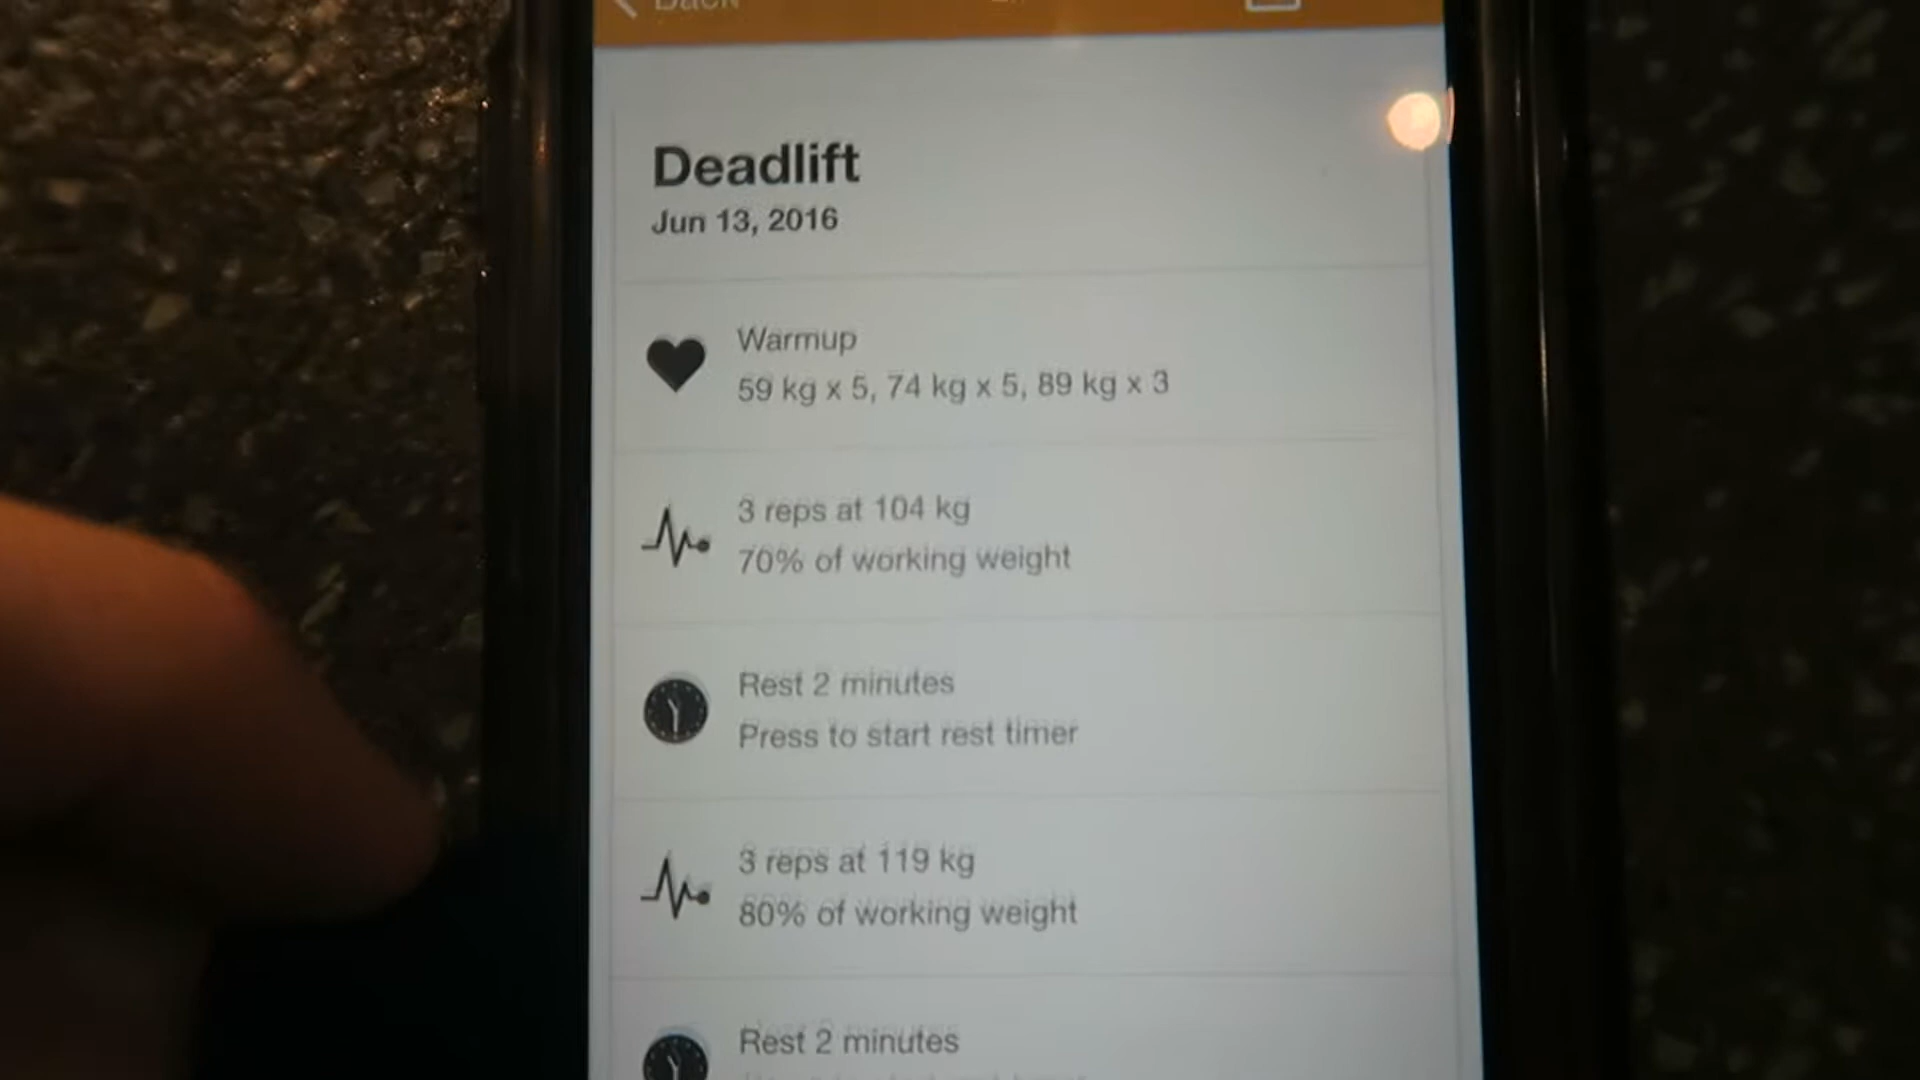 Back
Deadlift
Jun 13, 2016
Warmup
59 kg x 5, 74 kg x 5, 89 kg x 3
3 reps at 104 kg
70% of working weight
Rest 2 minutes
Press to start rest timer
3 reps at 119 kg
80% of working weight
Rest 2 minutes